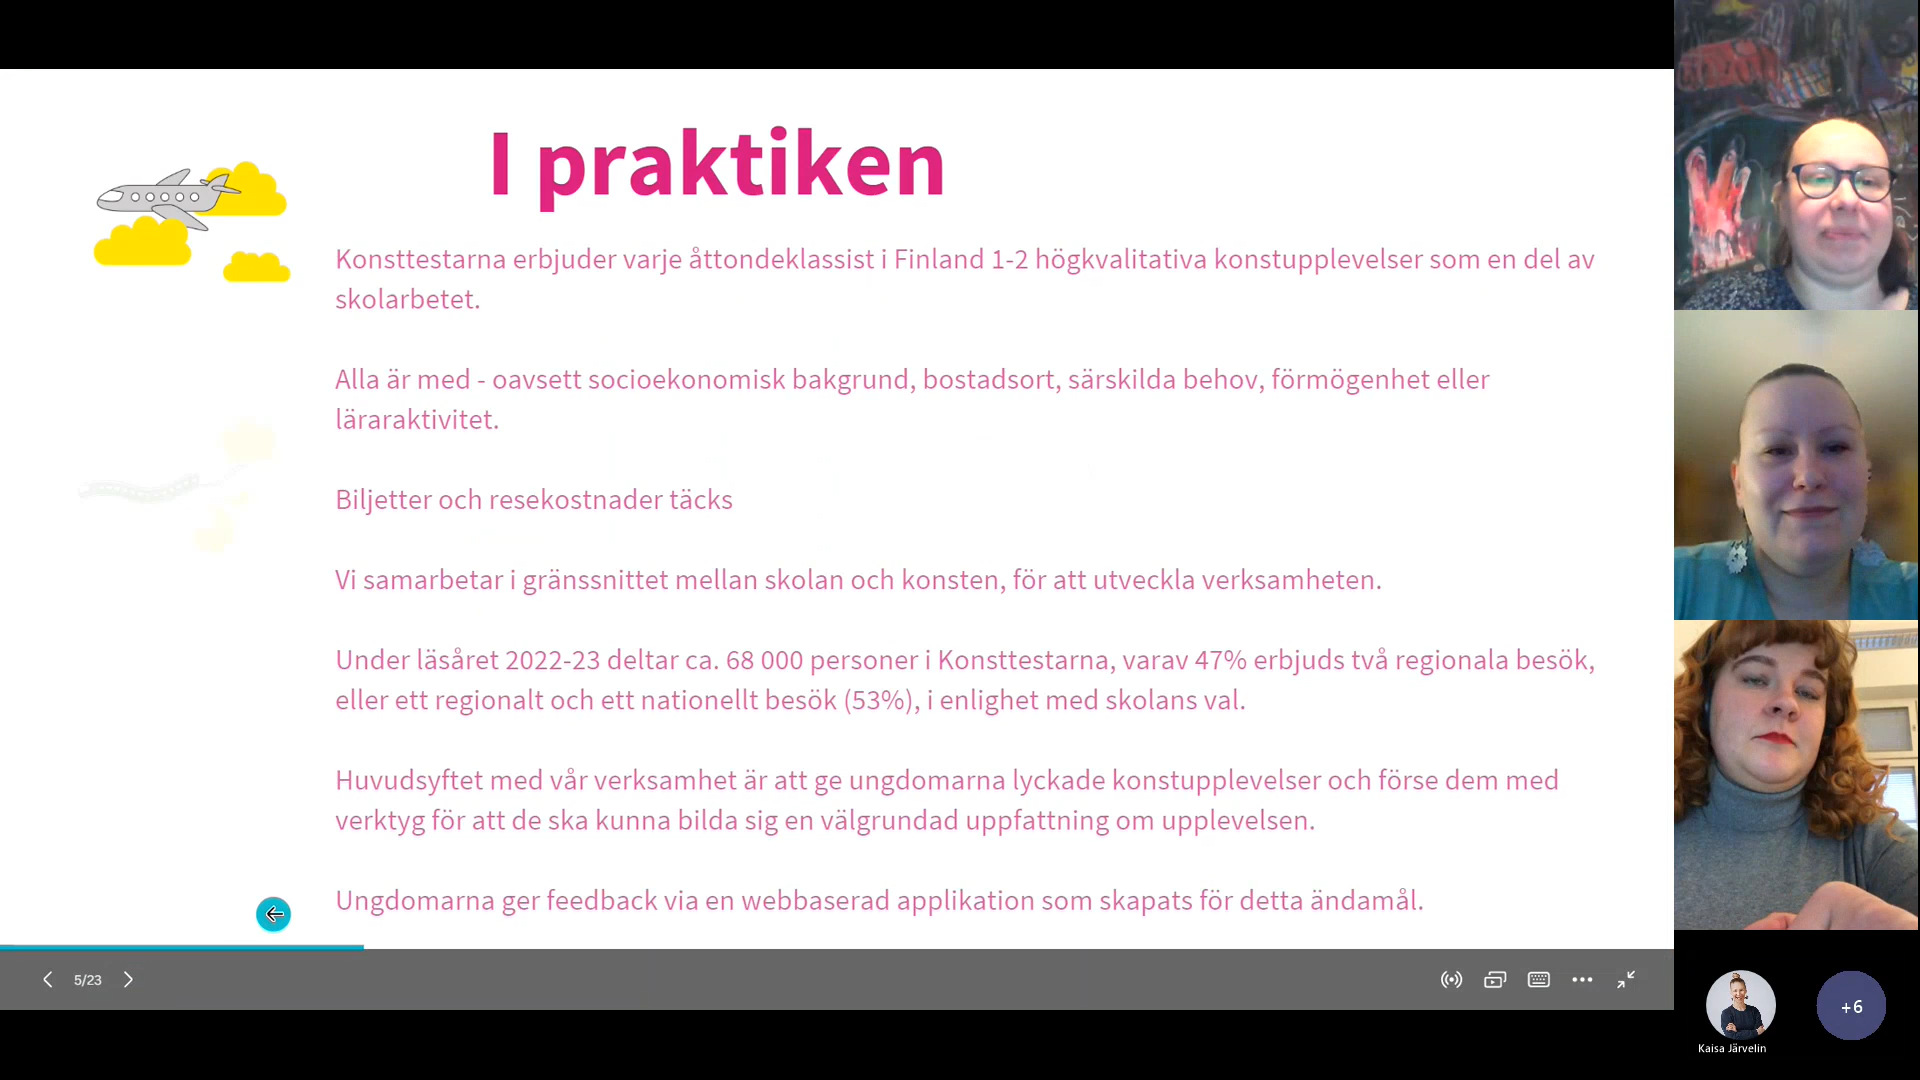 I praktiken
Konsttestarna erbjuder varje åttondeklassist i Finland 1-2 högkvalitativa konstupplevelser som en del av
skolarbetet.
Alla är med - oavsett socioekonomisk bakgrund, bostadsort, särskilda behov, förmögenhet eller
läraraktivitet.
Biljetter och resekostnader täcks
Vi samarbetar i gränssnittet mellan skolan och konsten, för att utveckla verksamheten.
Under läsåret 2022-23 deltar ca. 68 000 personer i Konsttestarna, varav 47% erbjuds två regionala besök,
eller ett regionalt och ett nationellt besök (53%), i enlighet med skolans val.
Huvudsyftet med vår verksamhet är att ge ungdomarna lyckade konstupplevelser och förse dem med
verktyg för att de ska kunna bilda sig en välgrundad uppfattning om upplevelsen.
Ungdomarna ger feedback via en webbaserad applikation som skapats för detta ändamål.
5/23
+6
Kaisa Järvelin